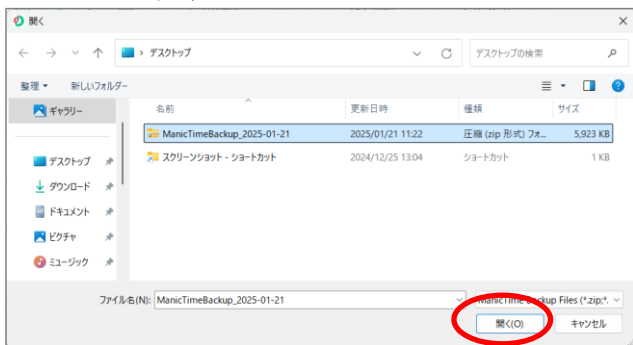 開く
デスクトップ
デスクトップの検索
整理 新しいフォルダー
ギャラリー
名前 更新日時 種類 サイズ
ManicTimeBackup_2025-01-21 2025/01/21 11:22 圧縮 (zip 形式) フォ... 5,923 KB
スクリーンショット - ショートカット 2024/12/25 13:04 ショートカット 1 KB
デスクトップ
ダウンロード
ドキュメント
ピクチャ
ミュージック
ファイル名(N): ManicTimeBackup_2025-01-21 ManicTime Backup Files (*.zip;*.
開く(O) キャンセル